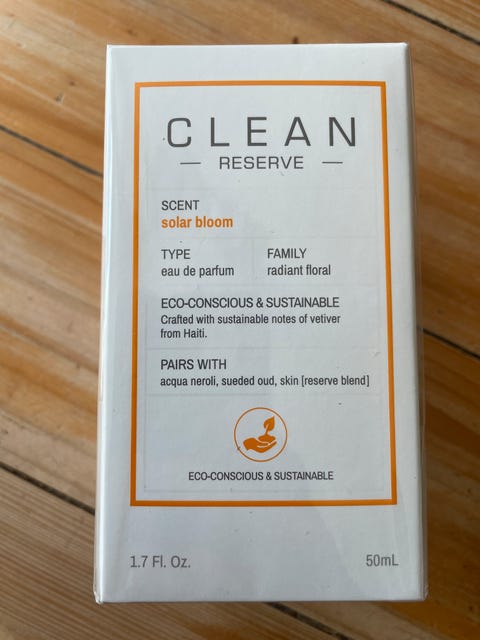 CLEAN
RESERVE
SCENT
solar bloom
TYPE
eau de parfum
FAMILY
radiant floral
ECO-CONSCIOUS & SUSTAINABLE
Crafted with sustainable notes of vetiver
from Haiti.
PAIRS WITH
acqua neroli, sueded oud, skin [reserve blend]
ECO-CONSCIOUS & SUSTAINABLE
1.7 Fl. Oz.
50mL